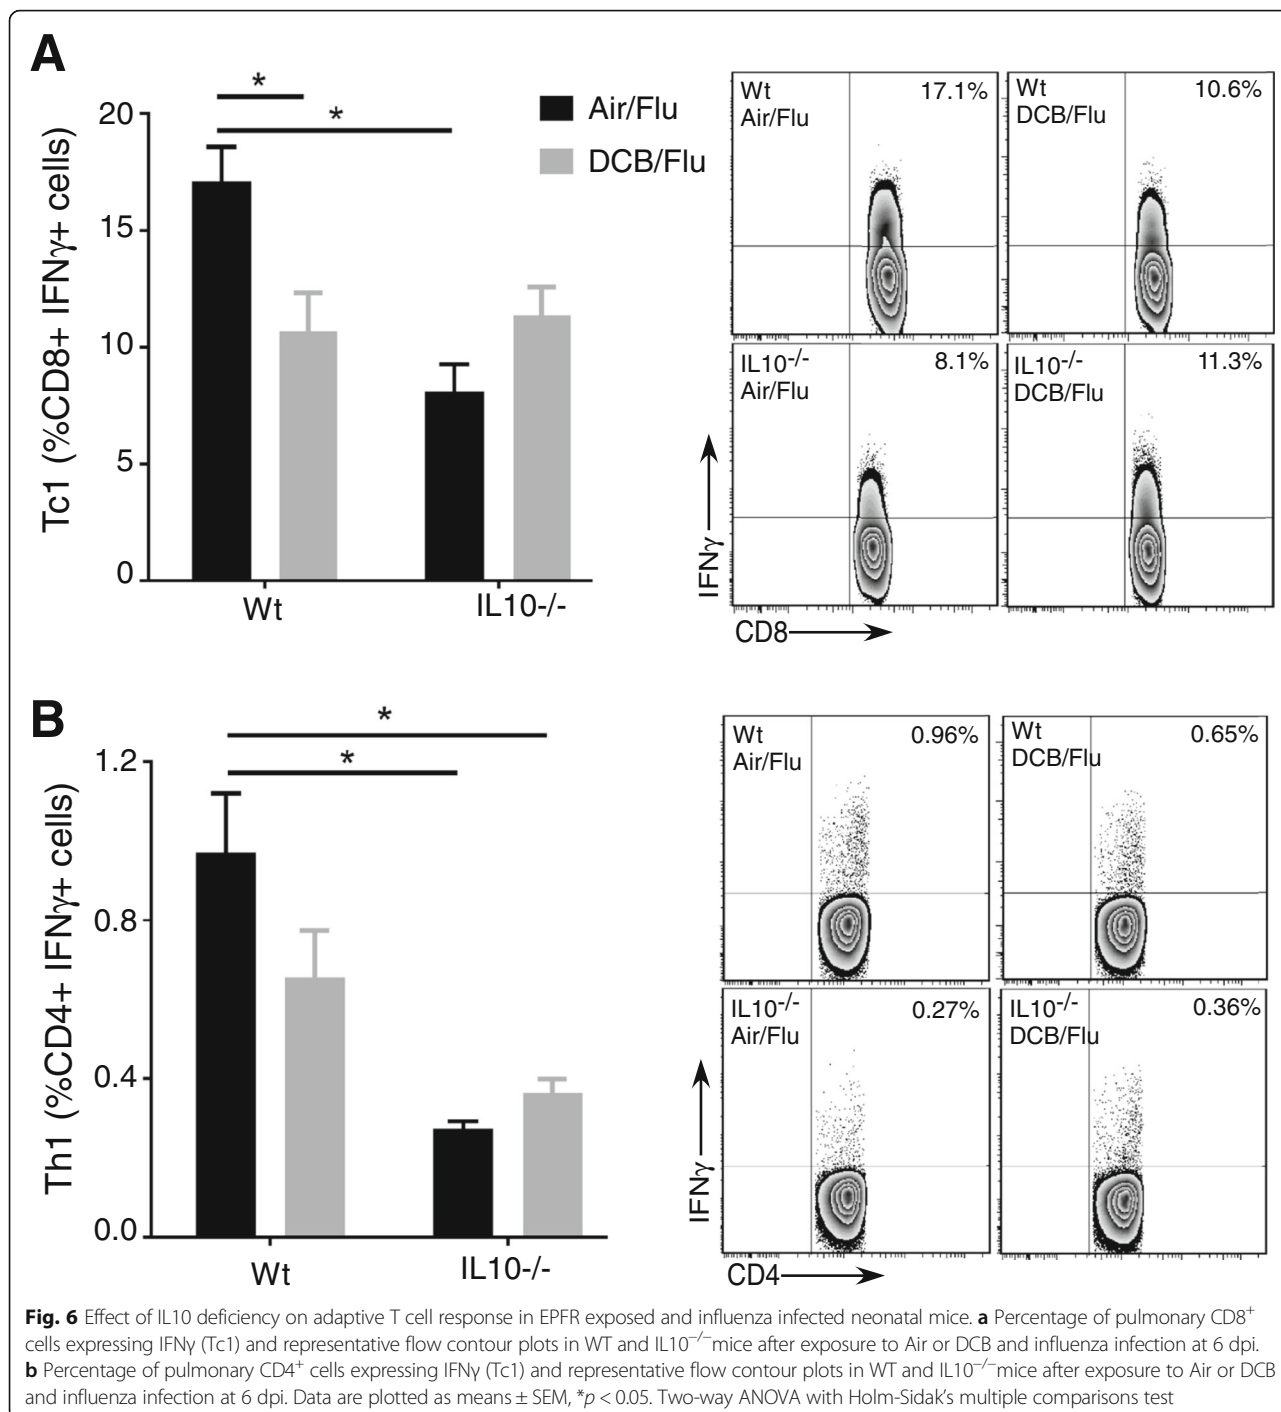 A
*
*
Air/Flu
DCB/Flu
Tc1 (%CD8+ IFNγ+ cells)
20
15
10
5
0
Wt
IL10-/-
Wt
Air/Flu
17.1%
Wt
DCB/Flu
10.6%
IL10-/-
Air/Flu
8.1%
IL10-/-
DCB/Flu
11.3%
IFNγ
CD8
B
*
*
Th1 (%CD4+ IFNγ+ cells)
1.2
0.8
0.4
0.0
Wt
IL10-/-
Wt
Air/Flu
0.96%
Wt
DCB/Flu
0.65%
IL10-/-
Air/Flu
0.27%
IL10-/-
DCB/Flu
0.36%
IFNγ
CD4
Fig. 6 Effect of IL10 deficiency on adaptive T cell response in EPFR exposed and influenza infected neonatal mice. a Percentage of pulmonary CD8+
cells expressing IFNγ (Tc1) and representative flow contour plots in WT and IL10−/−mice after exposure to Air or DCB and influenza infection at 6 dpi.
b Percentage of pulmonary CD4+ cells expressing IFNγ (Tc1) and representative flow contour plots in WT and IL10−/−mice after exposure to Air or DCB
and influenza infection at 6 dpi. Data are plotted as means ± SEM, *p < 0.05. Two-way ANOVA with Holm-Sidak's multiple comparisons test